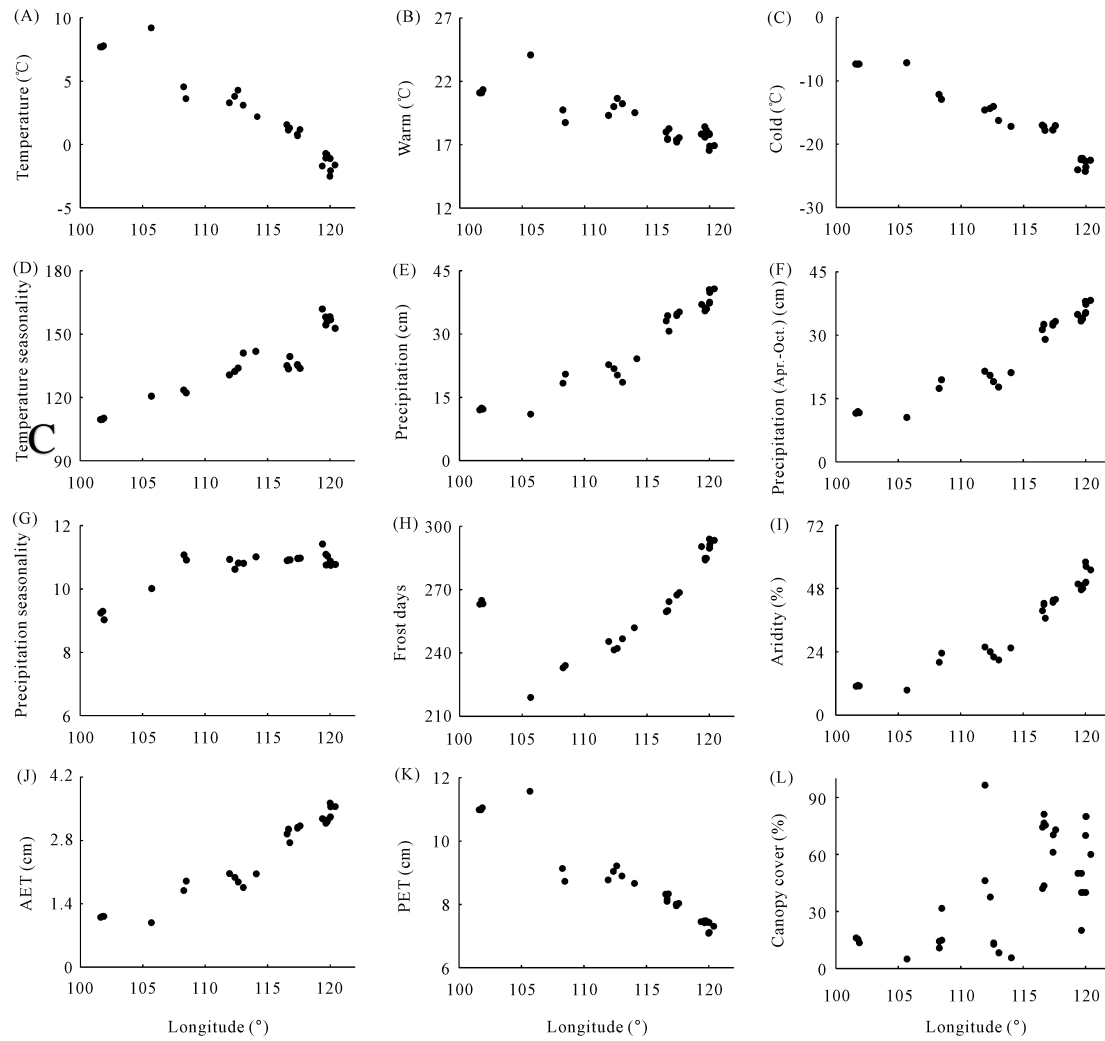 (A)
Temperature (℃)
10
5
0
-5
100 105 110 115 120
(B)
Warm (℃)
27
22
17
12
100 105 110 115 120
(C)
Cold (℃)
0
-10
-20
-30
100 105 110 115 120
(D)
Temperature seasonality
180
150
120
90
C
100 105 110 115 120
(E)
Precipitation (cm)
45
30
15
0
100 105 110 115 120
(F)
Precipitation (Apr.-Oct.) (cm)
45
30
15
0
100 105 110 115 120
(G)
Precipitation seasonality
12
10
8
6
100 105 110 115 120
(H)
Frost days
300
270
240
210
100 105 110 115 120
(I)
Aridity (%)
72
48
24
0
100 105 110 115 120
(J)
AET (cm)
4.2
2.8
1.4
0
100 105 110 115 120
Longitude (°)
(K)
PET (cm)
12
10
8
6
100 105 110 115 120
Longitude (°)
(L)
Canopy cover (%)
90
60
30
0
100 105 110 115 120
Longitude (°)